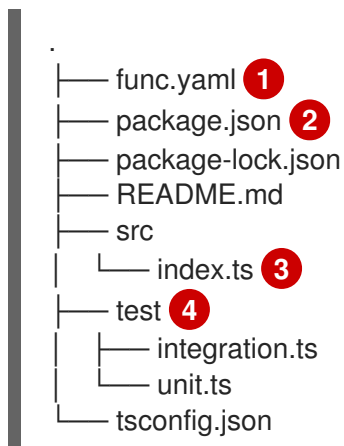 .
├── func.yaml 1
├── package.json 2
├── package-lock.json
├── README.md
├── src
│   └── index.ts 3
├── test 4
│   ├── integration.ts
│   └── unit.ts
└── tsconfig.json